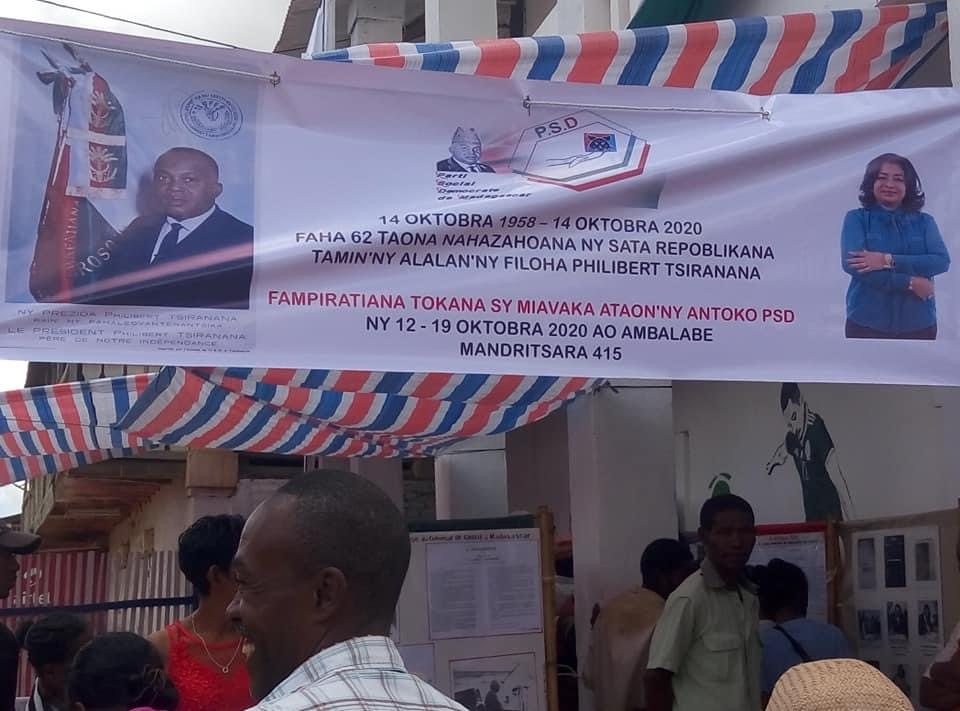 P.S.D
Parti
Social
Démocrate
de Madagascar
14 OKTOBRA 1958 – 14 OKTOBRA 2020
FAHA 62 TAONA NAHAZAHOANA NY SATA REPOBLIKANA
TAMIN'NY ALALAN'NY FILOHA PHILIBERT TSIRANANA
FAMPIRATIANA TOKANA SY MIAVAKA ATAON'NY ANTOKO PSD
NY 12 - 19 OKTOBRA 2020 AO AMBALABE
MANDRITSARA 415
NY PREZIDA PHILIBERT TSIRANANA
RAIN'NY FAHALEOVANTENANTSIKA
LE PRÉSIDENT PHILIBERT TSIRANANA
PÈRE DE NOTRE INDÉPENDANCE
airtel